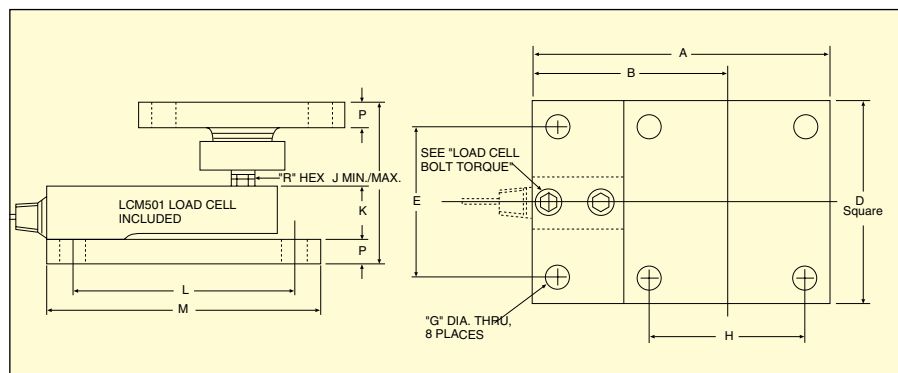 P
"R" HEX J MIN./MAX.
LCM501 LOAD CELL
INCLUDED
K
P
L
M
A
B
SEE "LOAD CELL
BOLT TORQUE"
E
D
Square
"G" DIA. THRU,
8 PLACES
H